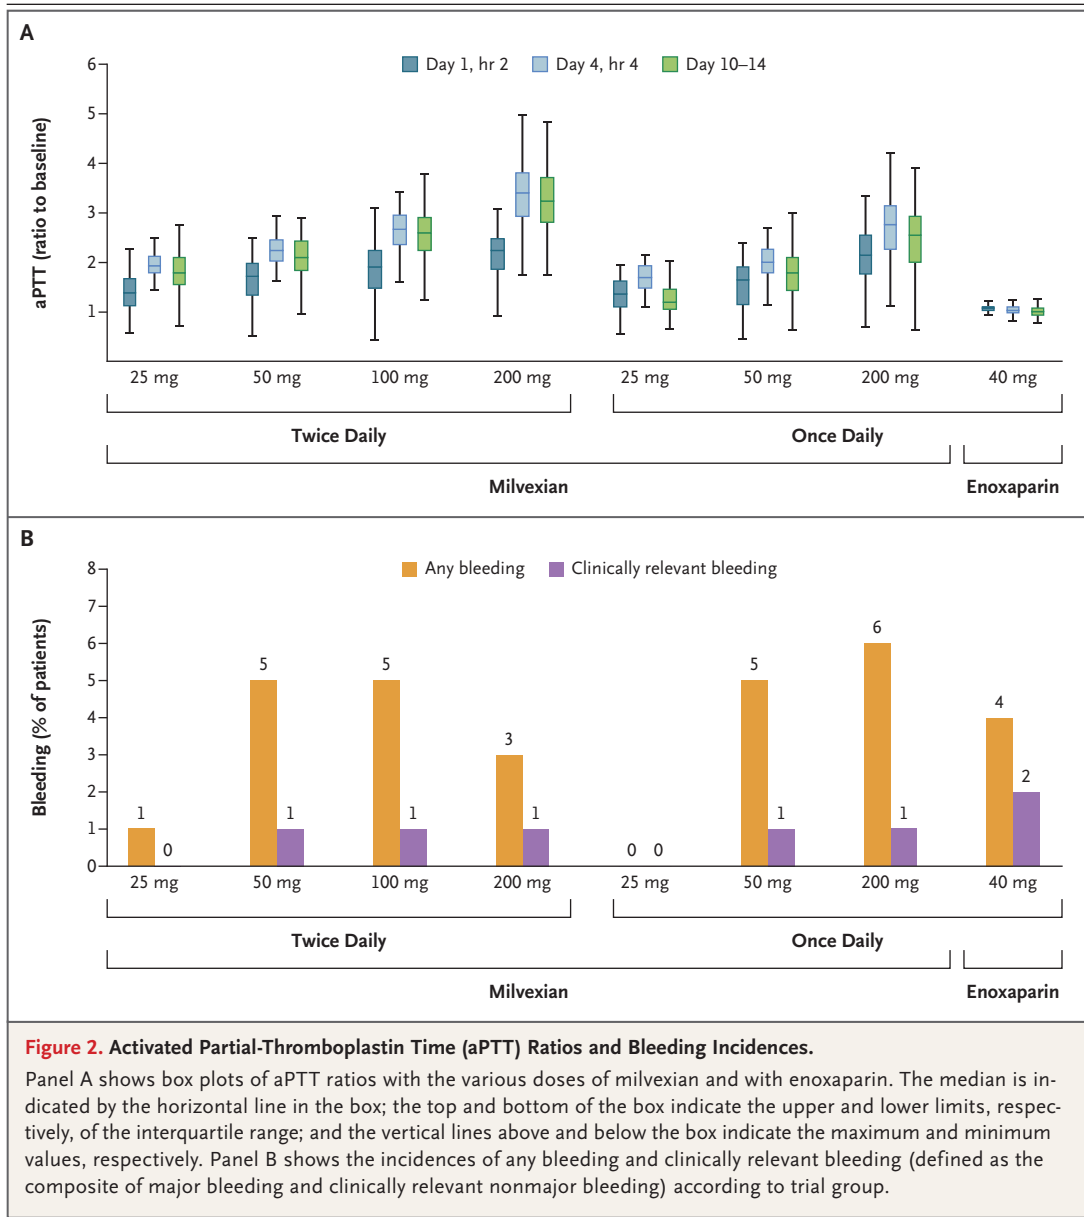 A
Day 1, hr 2 Day 4, hr 4 Day 10–14
aPTT (ratio to baseline)
6
5
4
3
2
1
25 mg 50 mg 100 mg 200 mg 25 mg 50 mg 200 mg 40 mg
Twice Daily Once Daily
Milvexian Enoxaparin
B
Any bleeding Clinically relevant bleeding
Bleeding (% of patients)
8
7
6
5
4
3
2
1
0
1 0 5 1 5 1 3 1 0 0 5 1 6 1 4 2
25 mg 50 mg 100 mg 200 mg 25 mg 50 mg 200 mg 40 mg
Twice Daily Once Daily
Milvexian Enoxaparin
Figure 2. Activated Partial-Thromboplastin Time (aPTT) Ratios and Bleeding Incidences.
Panel A shows box plots of aPTT ratios with the various doses of milvexian and with enoxaparin. The median is in-
dicated by the horizontal line in the box; the top and bottom of the box indicate the upper and lower limits, respec-
tively, of the interquartile range; and the vertical lines above and below the box indicate the maximum and minimum
values, respectively. Panel B shows the incidences of any bleeding and clinically relevant bleeding (defined as the
composite of major bleeding and clinically relevant nonmajor bleeding) according to trial group.